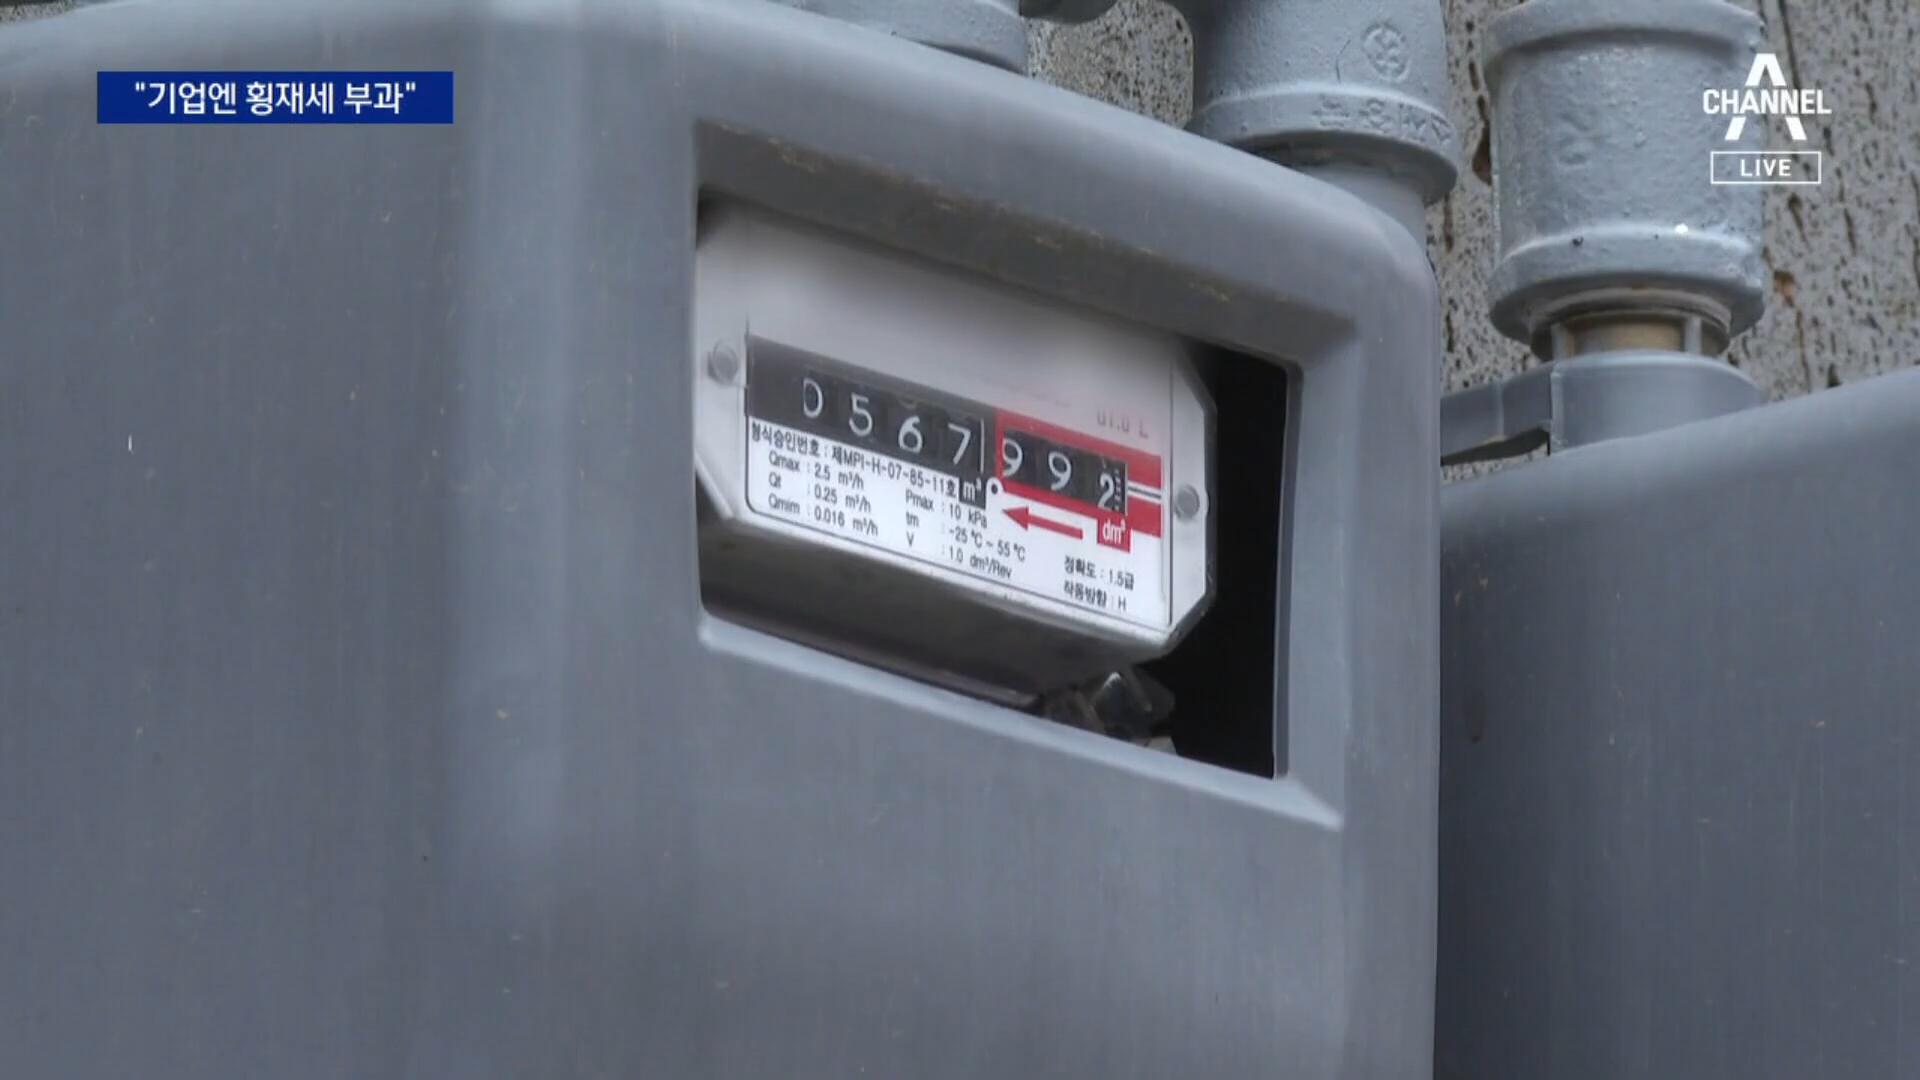 "기업엔 횡재세 부과"
CHANNEL A
LIVE
0567 992
형식승인번호 : 제MPI-H-07-85-11호 m³
Qmax : 2.5 m³/h
Qt : 0.25 m³/h
Qmim : 0.016 m³/h
Pmax : 10 kPa
tm : -25 ℃ ~ 55 ℃
V : 1.0 dm³/Rev
dm³
정확도 : 1.5급
작동방향 : H